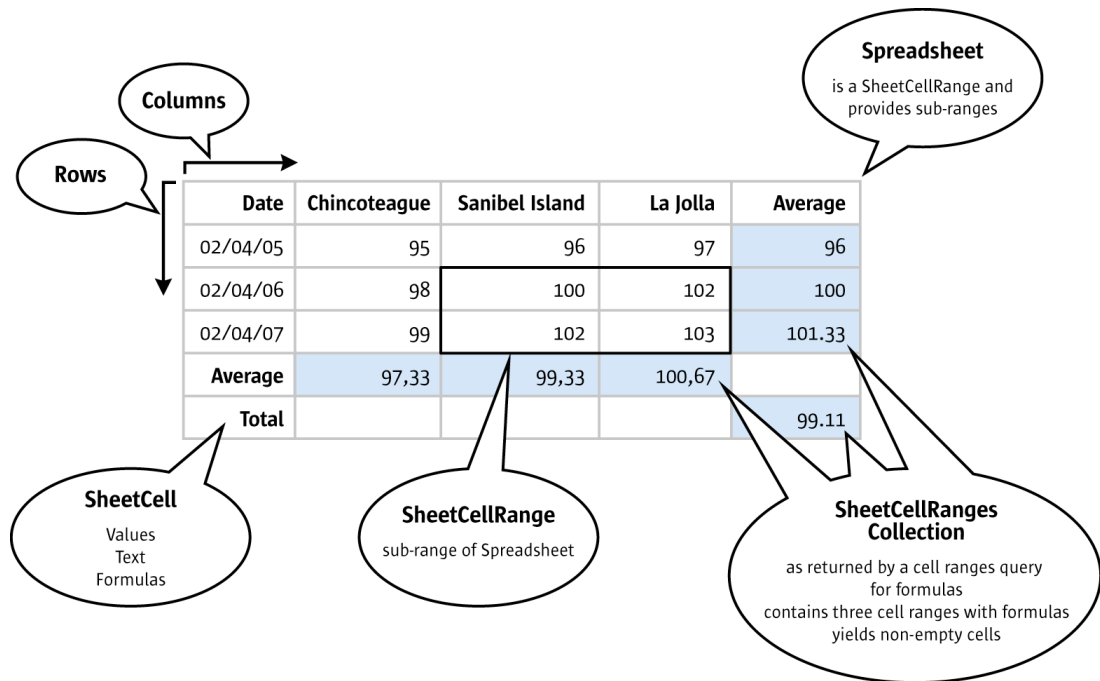 Spreadsheet
is a SheetCellRange and
provides sub-ranges
Columns
Rows
Date Chincoteague Sanibel Island La Jolla Average
02/04/05 95 96 97 96
02/04/06 98 100 102 100
02/04/07 99 102 103 101.33
Average 97,33 99,33 100,67
Total 99.11
SheetCell
Values
Text
Formulas
SheetCellRange
sub-range of Spreadsheet
SheetCellRanges
Collection
as returned by a cell ranges query
for formulas
contains three cell ranges with formulas
yields non-empty cells